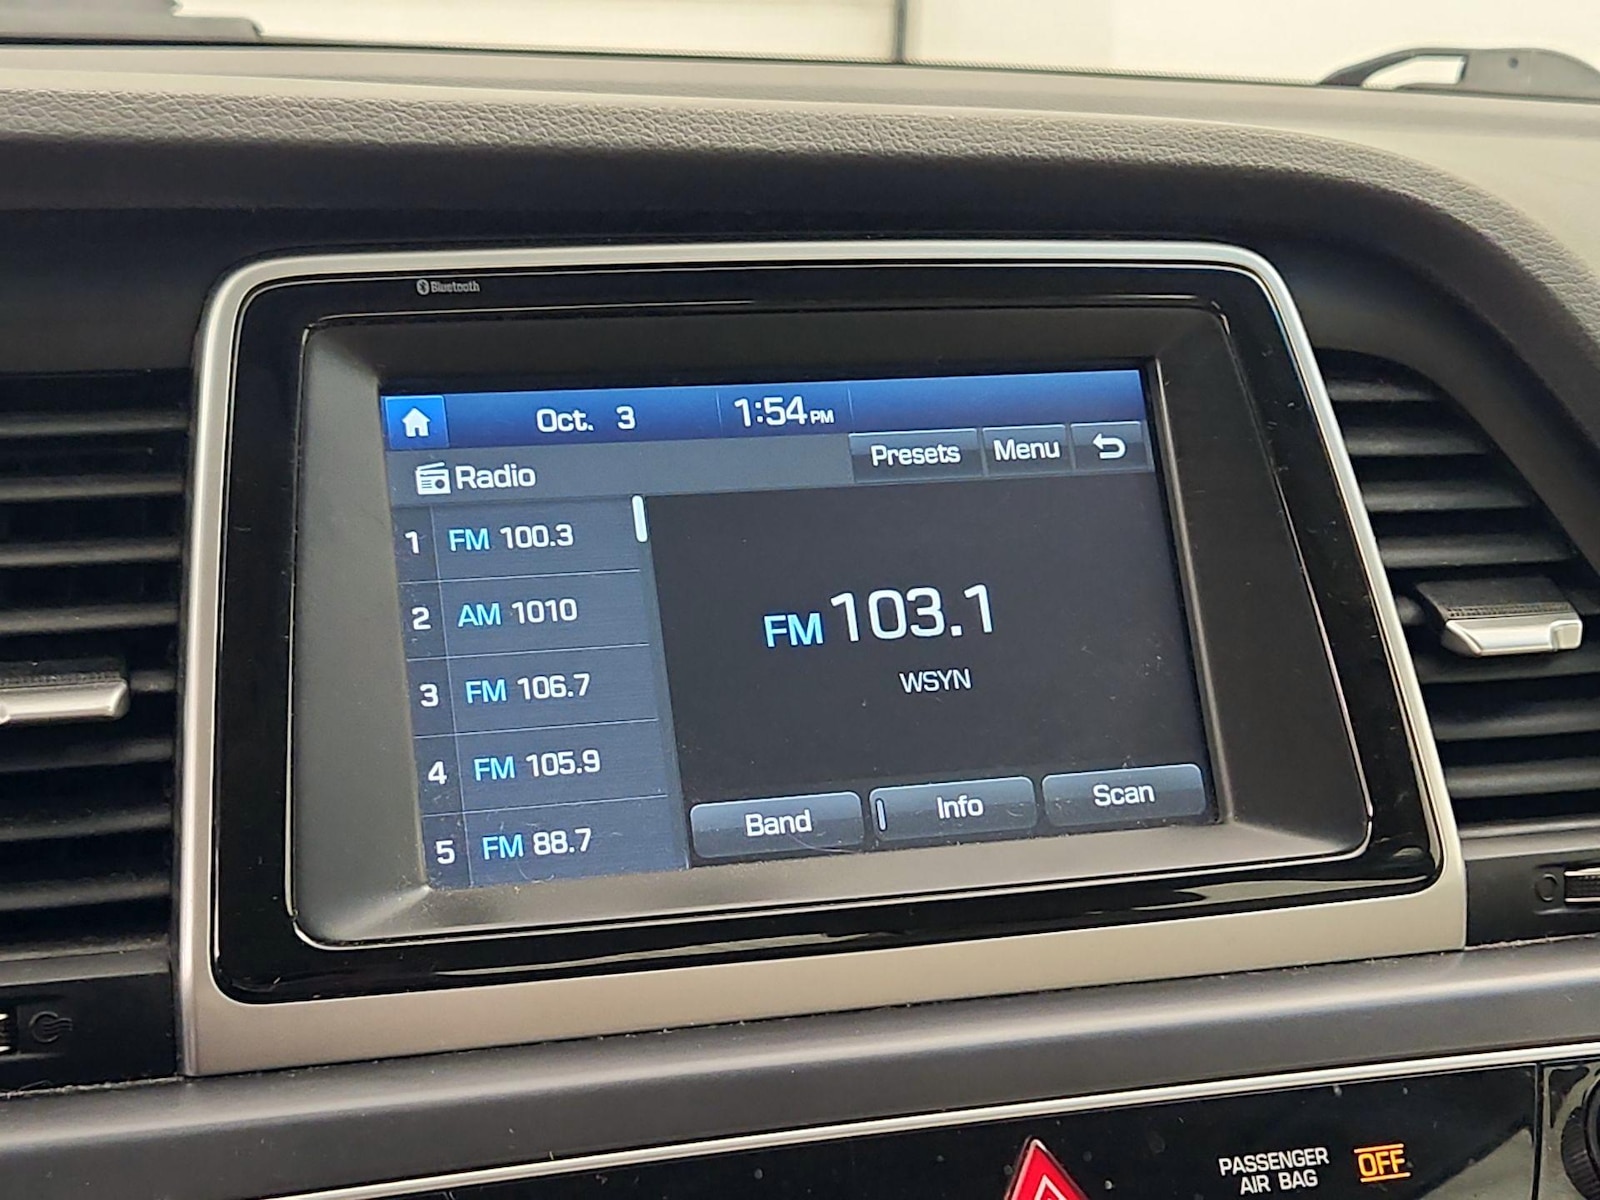 Bluetooth
Oct. 3 1:54 PM
Radio
Presets Menu
1 FM 100.3
2 AM 1010
3 FM 106.7
4 FM 105.9
5 FM 88.7
FM 103.1
WSYN
Band Info Scan
PASSENGER
AIR BAG
OFF